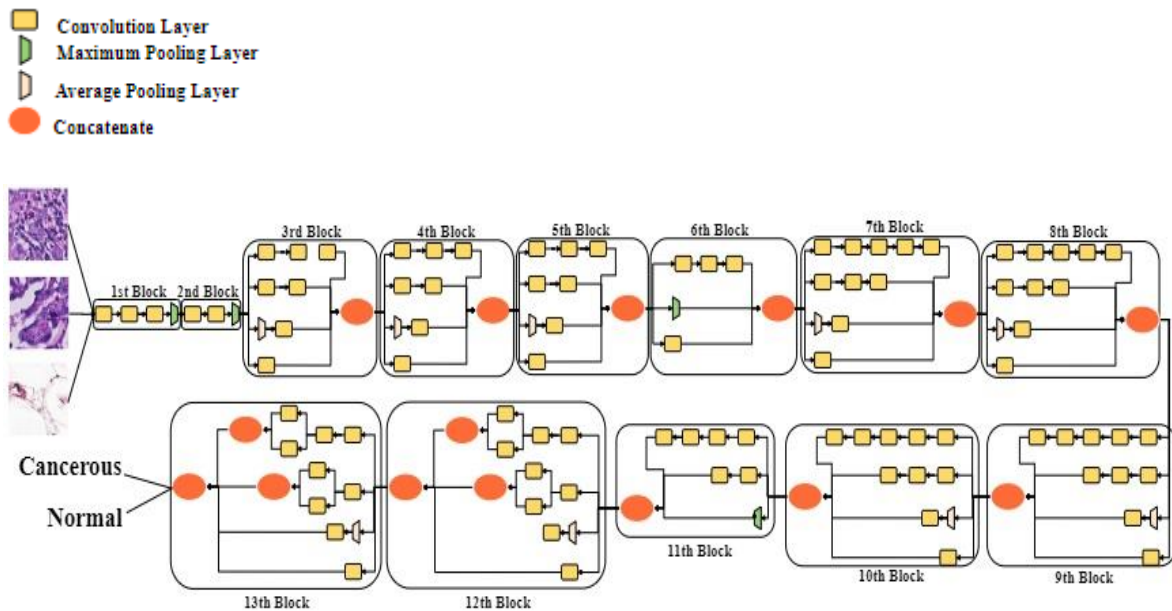 Convolution Layer
Maximum Pooling Layer
Average Pooling Layer
Concatenate
3rd Block
4th Block
5th Block
6th Block
7th Block
8th Block
1st Block
2nd Block
Cancerous
Normal
13th Block
12th Block
11th Block
10th Block
9th Block